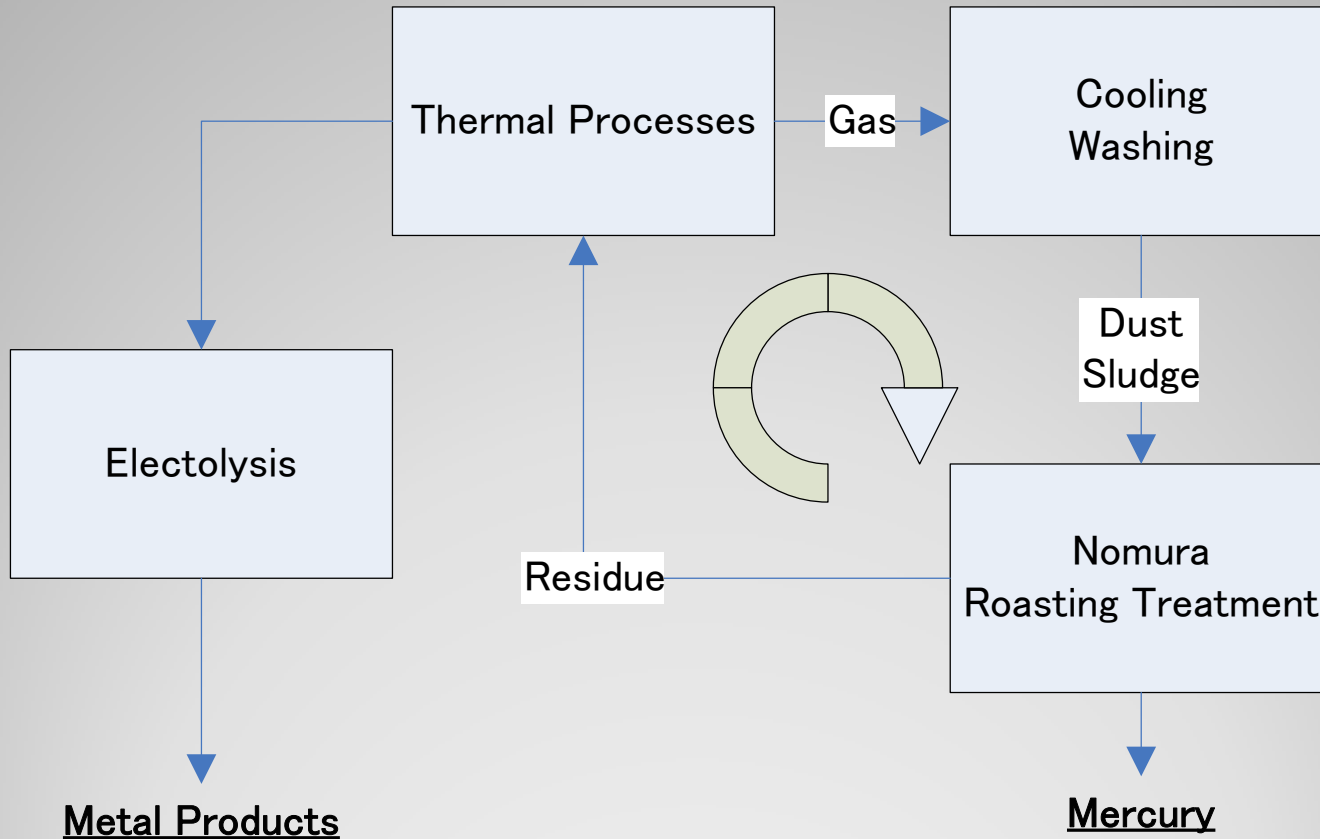 Thermal Processes
Gas
Cooling
Washing
Dust
Sludge
Electolysis
Nomura
Roasting Treatment
Residue
Metal Products
Mercury